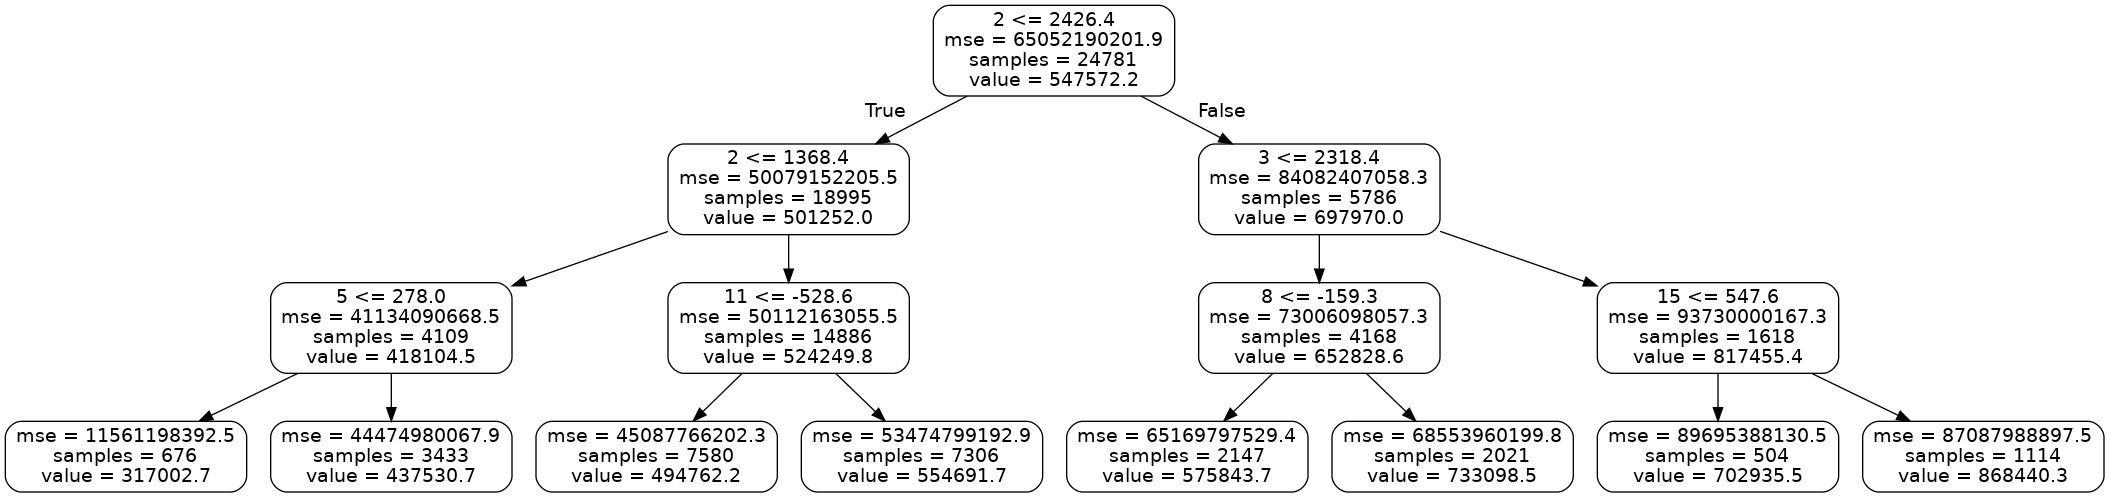 2 <= 2426.4
mse = 65052190201.9
samples = 24781
value = 547572.2
True
False
2 <= 1368.4
mse = 50079152205.5
samples = 18995
value = 501252.0
3 <= 2318.4
mse = 84082407058.3
samples = 5786
value = 697970.0
5 <= 278.0
mse = 41134090668.5
samples = 4109
value = 418104.5
11 <= -528.6
mse = 50112163055.5
samples = 14886
value = 524249.8
8 <= -159.3
mse = 73006098057.3
samples = 4168
value = 652828.6
15 <= 547.6
mse = 93730000167.3
samples = 1618
value = 817455.4
mse = 11561198392.5
samples = 676
value = 317002.7
mse = 44474980067.9
samples = 3433
value = 437530.7
mse = 45087766202.3
samples = 7580
value = 494762.2
mse = 53474799192.9
samples = 7306
value = 554691.7
mse = 65169797529.4
samples = 2147
value = 575843.7
mse = 68553960199.8
samples = 2021
value = 733098.5
mse = 89695388130.5
samples = 504
value = 702935.5
mse = 87087988897.5
samples = 1114
value = 868440.3